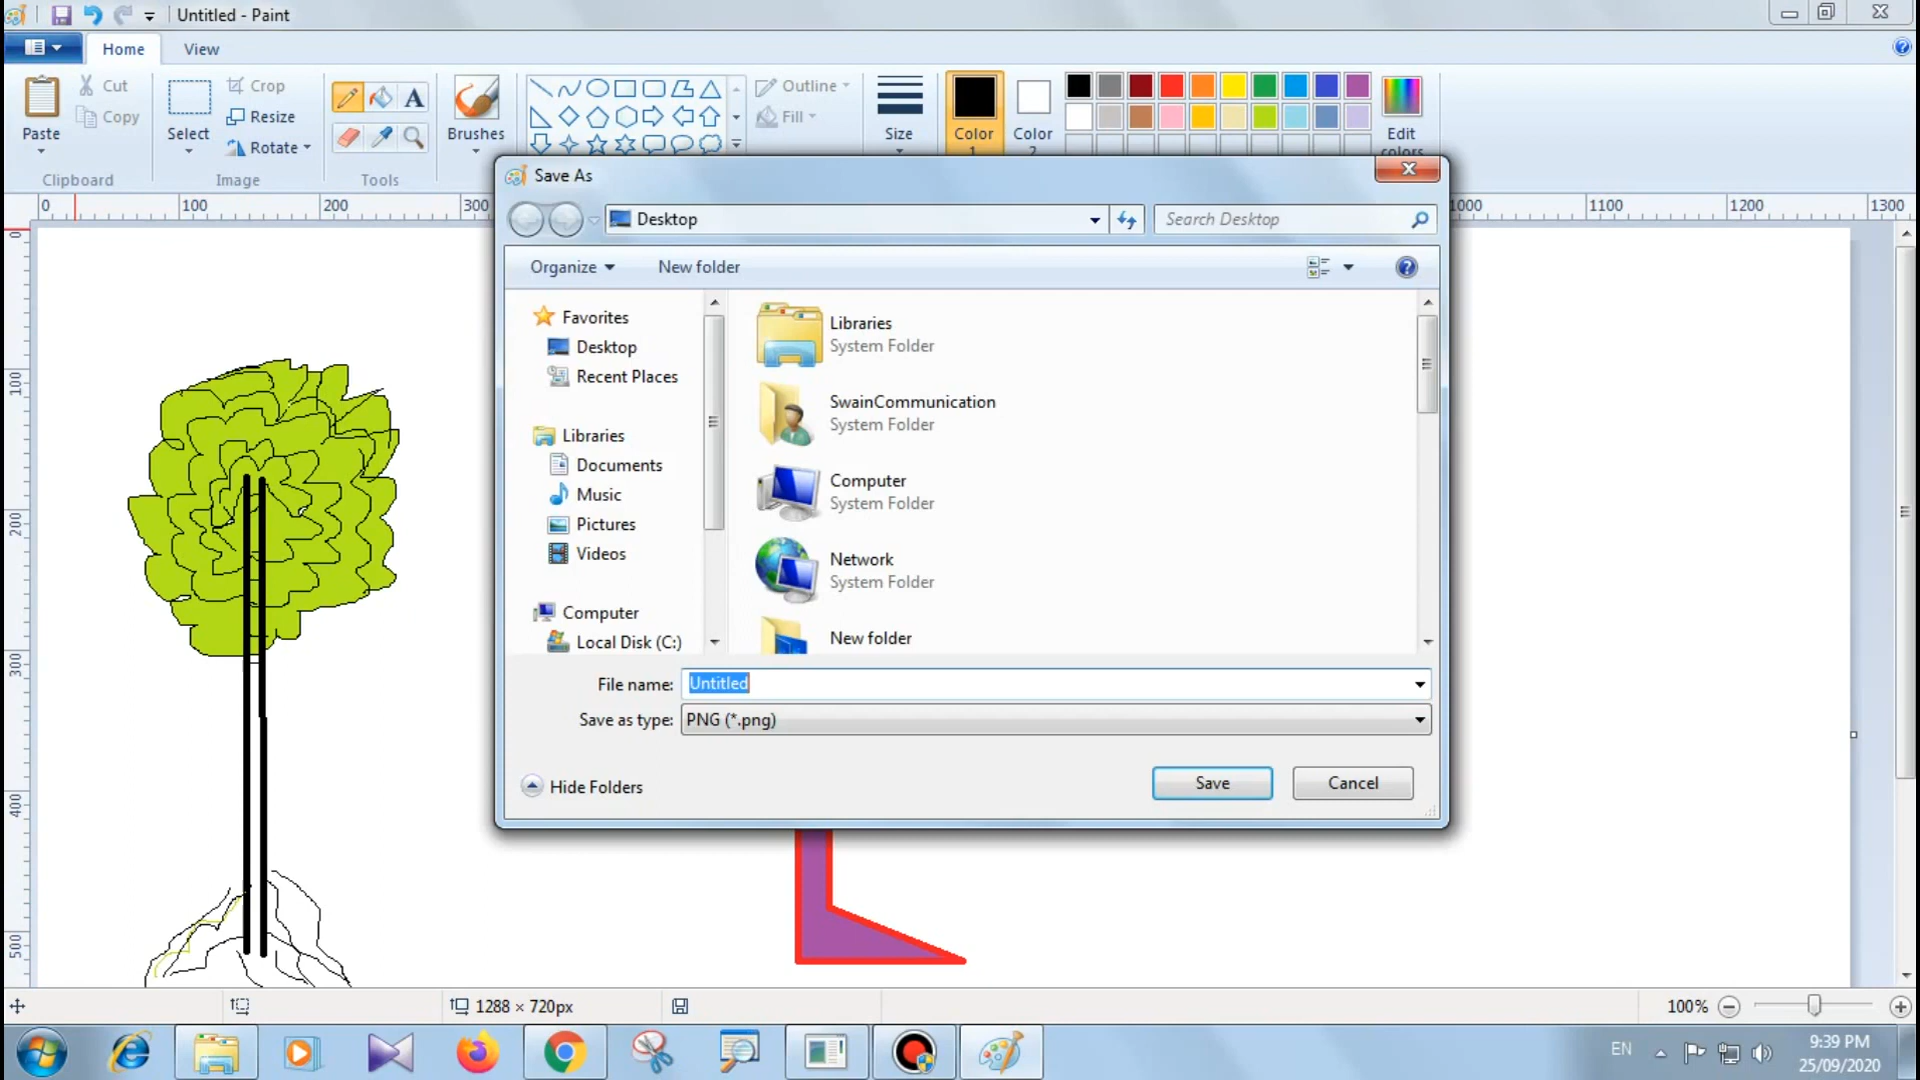 Untitled - Paint
Home
View
Paste
Cut
Copy
Clipboard
Select
Crop
Resize
Rotate
Image
A
Tools
Brushes
Outline
Fill
Size
Color
1
Color
2
Edit
colors
0
100
200
300
1000
1100
1200
1300
0
100
200
300
400
500
Save As
Desktop
Search Desktop
Organize
New folder
Favorites
Desktop
Recent Places
Libraries
Documents
Music
Pictures
Videos
Computer
Local Disk (C:)
Libraries
System Folder
SwainCommunication
System Folder
Computer
System Folder
Network
System Folder
New folder
File name: Untitled
Save as type: PNG (*.png)
Hide Folders
Save
Cancel
1288 × 720px
100%
EN
9:39 PM
25/09/2020